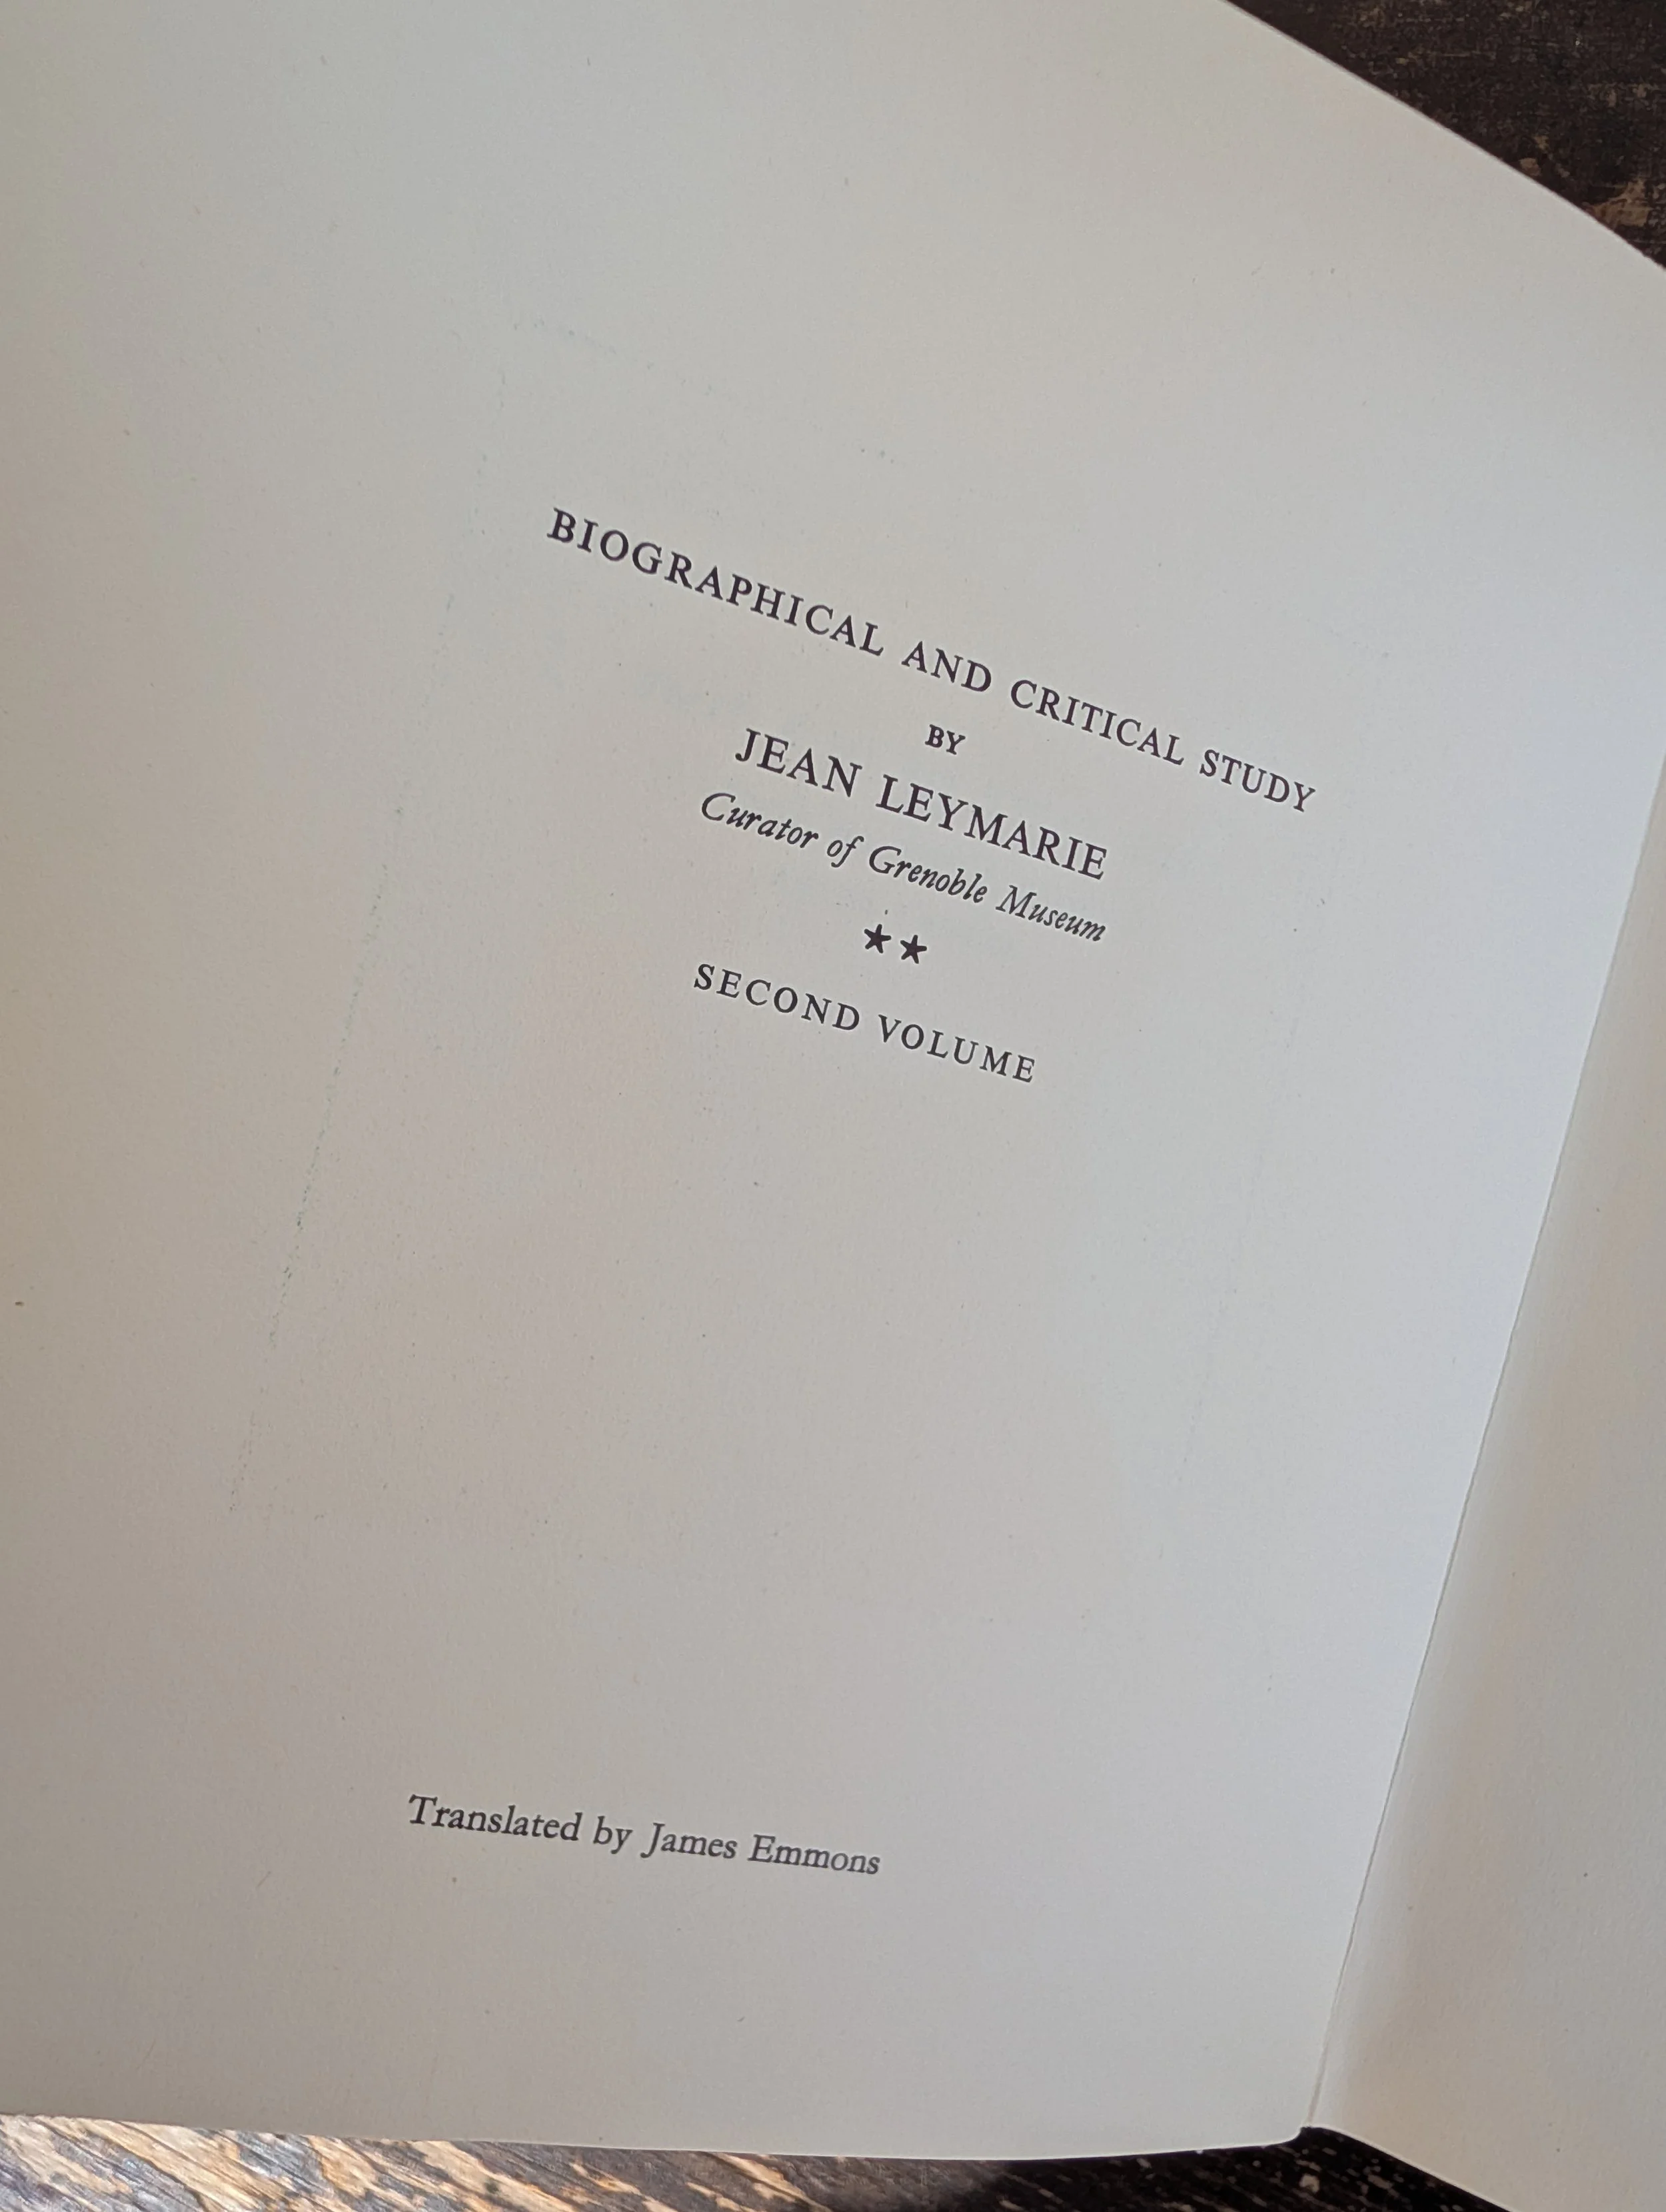 BIOGRAPHICAL AND CRITICAL STUDY
BY
JEAN LEYMARIE
Curator of Grenoble Museum
★★
SECOND VOLUME
Translated by James Emmons